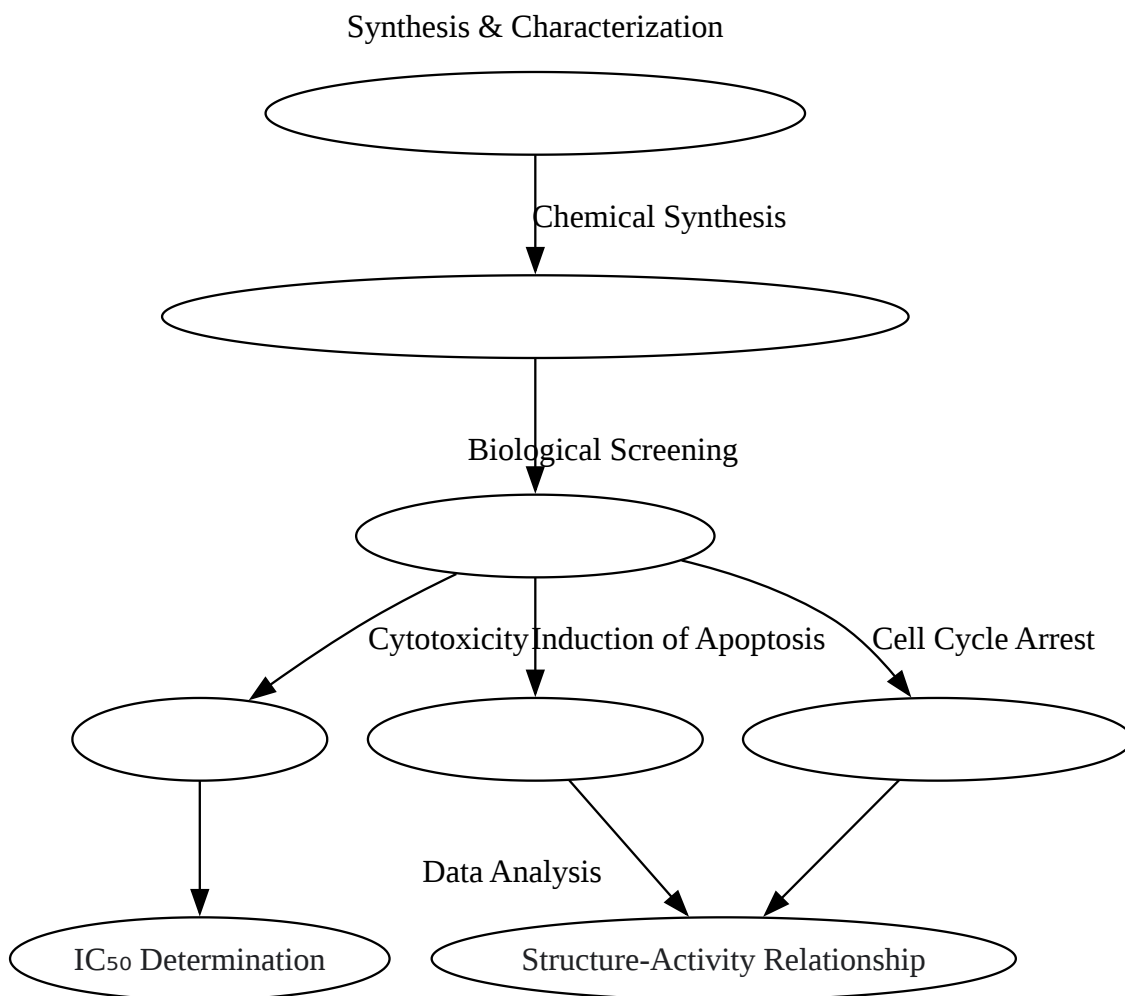 Synthesis & Characterization
Chemical Synthesis
Biological Screening
Cytotoxicity
Induction of Apoptosis
Cell Cycle Arrest
Data Analysis
IC₅₀ Determination
Structure-Activity Relationship